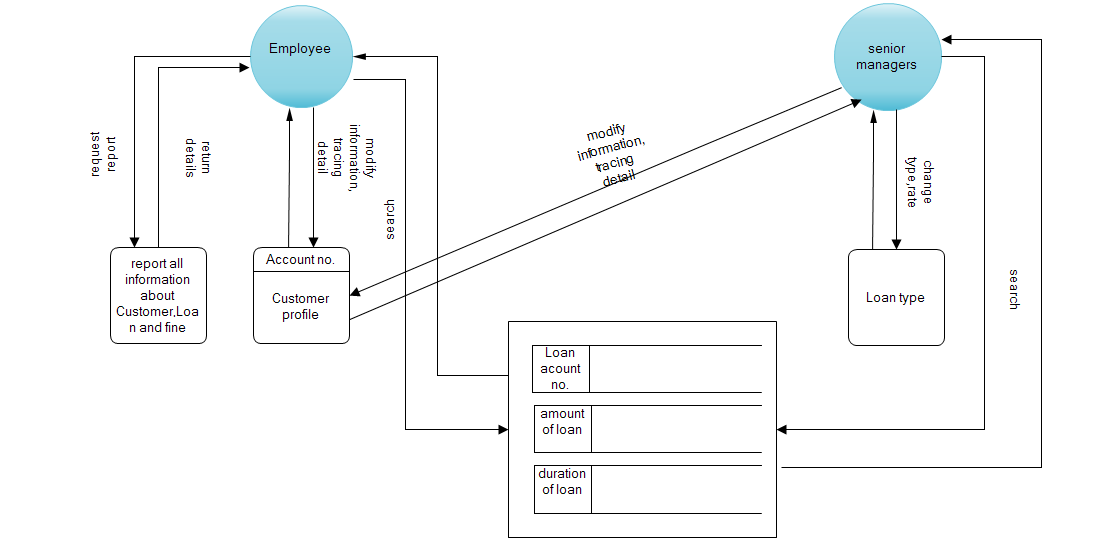 Employee
senior
managers
request
report
return
details
modify
information,
tracing
detail
search
modify
information,
tracing
detail
change
type,rate
search
report all
information
about
Customer,Loa
n and fine
Account no.
Customer
profile
Loan type
Loan
acount
no.
amount
of loan
duration
of loan